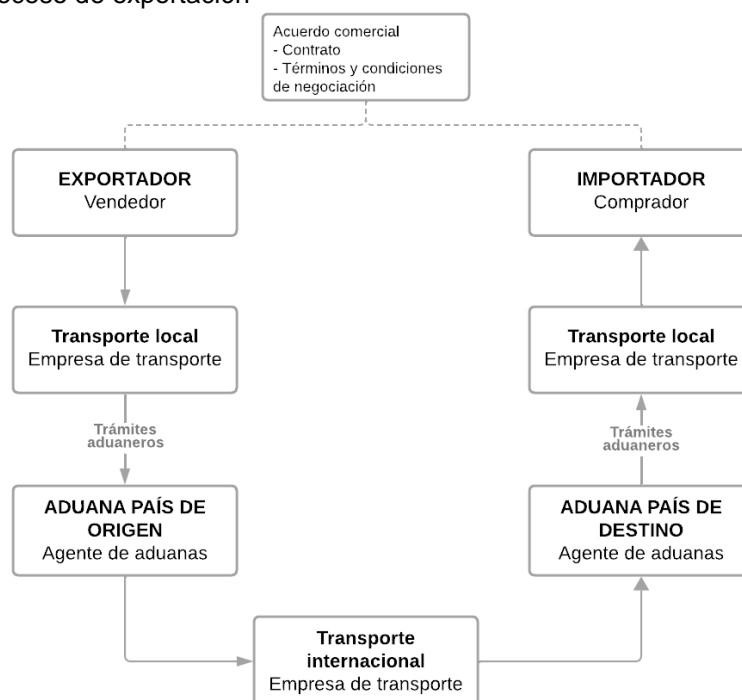 de exportación
Acuerdo comercial
- Contrato
- Términos y condiciones
de negociación
EXPORTADOR
Vendedor
IMPORTADOR
Comprador
Transporte local
Empresa de transporte
Transporte local
Empresa de transporte
Trámites
aduaneros
Trámites
aduaneros
ADUANA PAÍS DE
ORIGEN
Agente de aduanas
ADUANA PAÍS DE
DESTINO
Agente de aduanas
Transporte
internacional
Empresa de transporte